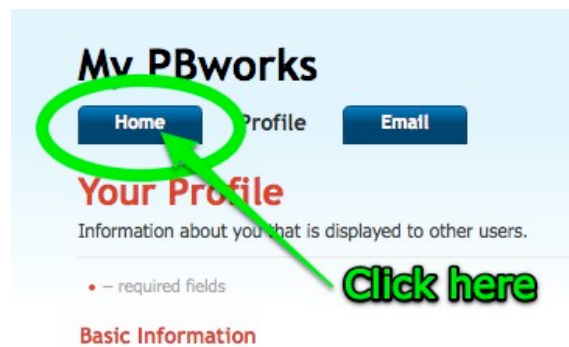 My PBworks
Home Profile Email
Your Profile
Information about you that is displayed to other users.
• – required fields
Click here
Basic Information